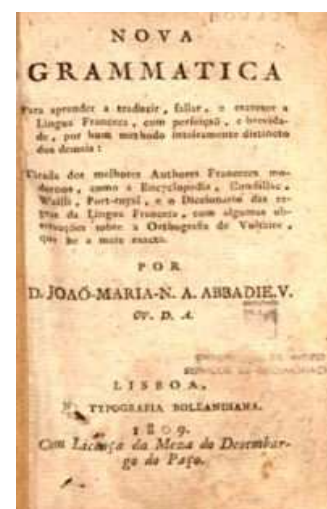 NOVA
GRAMMATICA
Para aprender a traduzir, fallar, e escrever a
Lingua Franceza, com perfeiçaõ, e brevida-
de, por hum methodo inteiramente distincto
dos demais:
Tirada dos melhores Authores Francezes mo-
dernos, como a Encyclopedia, Condillac,
Wailli, Port-royal, e o Diccionario das re-
gras da Lingua Franceza, com algumas ob-
servações sobre a Orthografia de Voltaire,
que he a mais exacta.
POR
D. JOAÓ-MARIA-N. A. ABBADIE. V.
OV. D. A.
LISBOA,
NA TYPOGRAFIA ROLLANDIANA.
1809.
Com Licença da Meza do Desembar-
go do Paço.